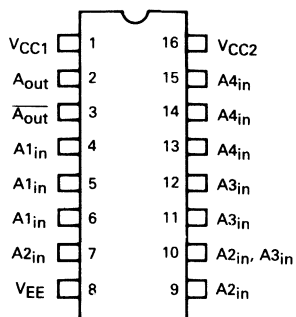 VCC1 1 16 VCC2
Aout 2 15 A4in
A̅o̅u̅t̅ 3 14 A4in
A1in 4 13 A4in
A1in 5 12 A3in
A1in 6 11 A3in
A2in 7 10 A2in, A3in
VEE 8 9 A2in